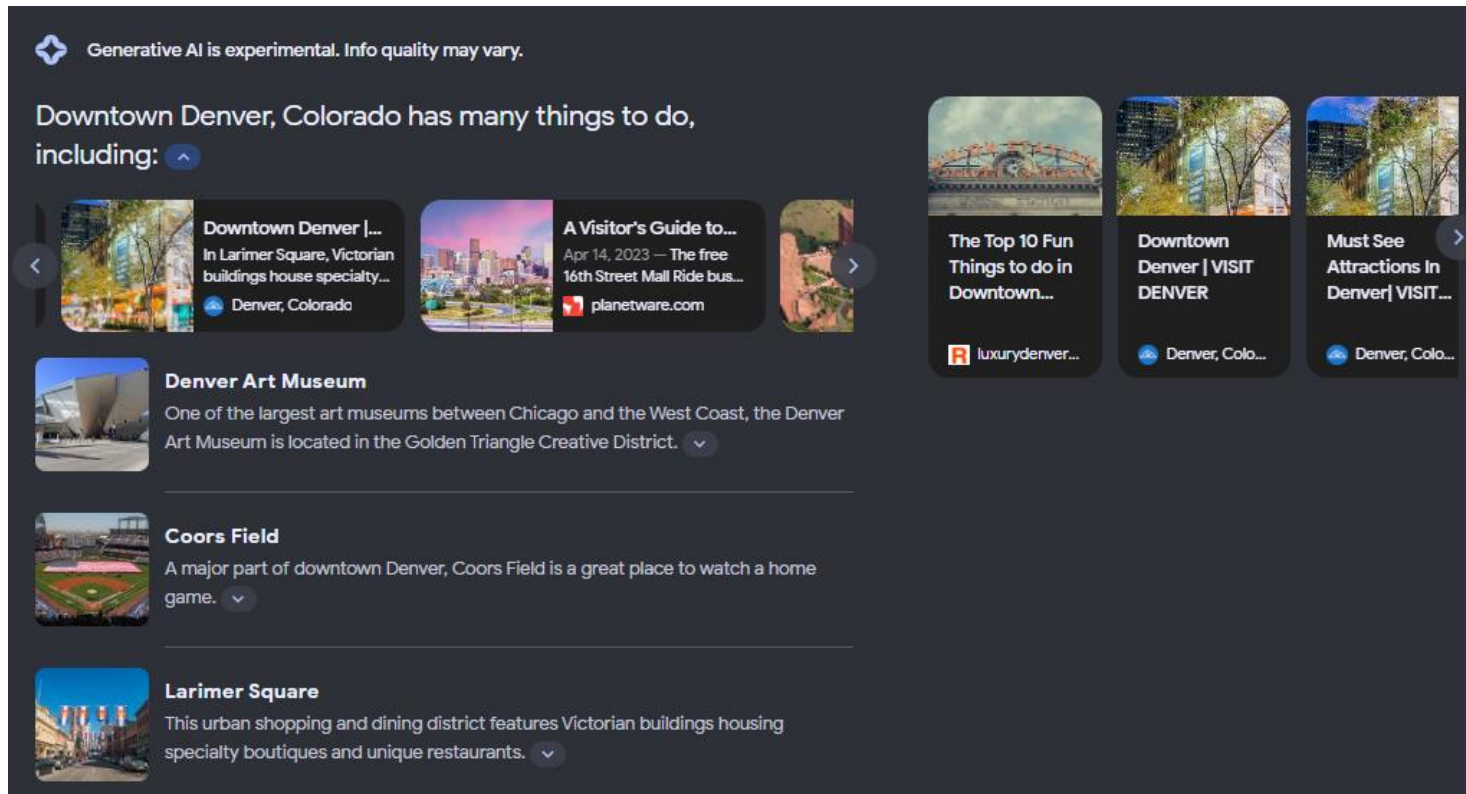 Generative AI is experimental. Info quality may vary.
Downtown Denver, Colorado has many things to do,
including:
Downtown Denver |...
In Larimer Square, Victorian
buildings house specialty...
Denver, Colorado
A Visitor's Guide to...
Apr 14, 2023 — The free
16th Street Mall Ride bus...
planetware.com
Denver Art Museum
One of the largest art museums between Chicago and the West Coast, the Denver
Art Museum is located in the Golden Triangle Creative District.
Coors Field
A major part of downtown Denver, Coors Field is a great place to watch a home
game.
Larimer Square
This urban shopping and dining district features Victorian buildings housing
specialty boutiques and unique restaurants.
The Top 10 Fun
Things to do in
Downtown...
R luxurydenver...
Downtown
Denver | VISIT
DENVER
Denver, Colo...
Must See
Attractions In
Denver| VISIT...
Denver, Colo...